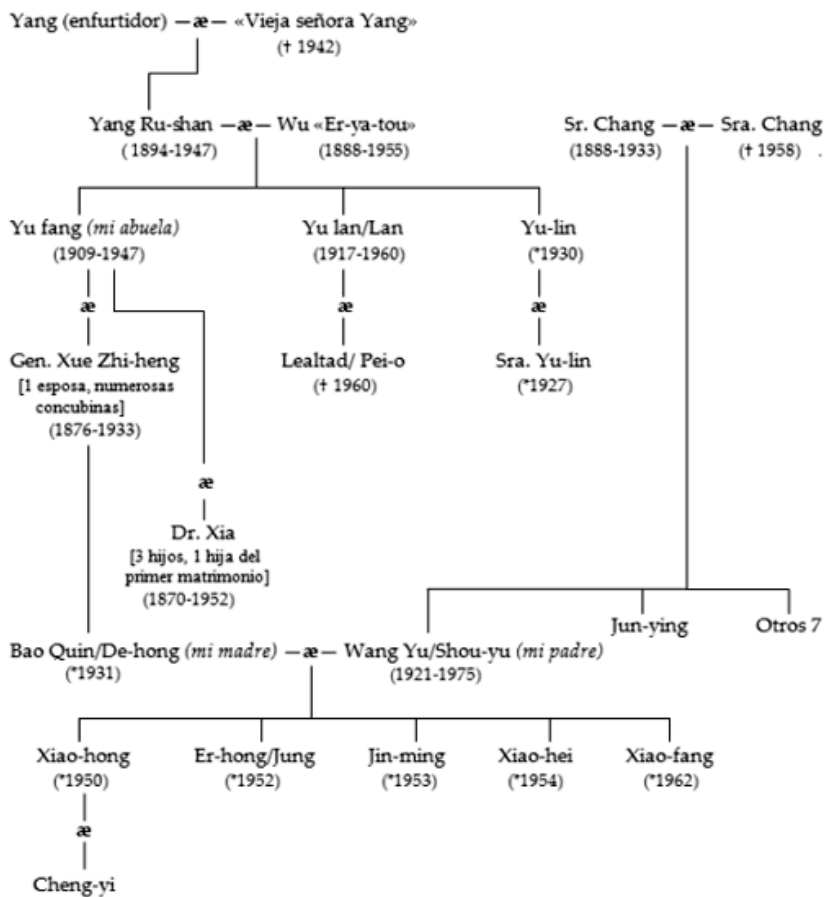 Yang (enfurtidor) —æ— «Vieja señora Yang»
(† 1942)
Yang Ru-shan —æ— Wu «Er-ya-tou» Sr. Chang —æ— Sra. Chang
(1894-1947) (1888-1955) (1888-1933) († 1958) .
Yu fang (mi abuela) Yu lan/Lan Yu-lin
(1909-1947) (1917-1960) (*1930)
æ æ æ
Gen. Xue Zhi-heng Lealtad/ Pei-o Sra. Yu-lin
[1 esposa, numerosas († 1960) (*1927)
concubinas]
(1876-1933)
æ
Dr. Xia
[3 hijos, 1 hija del
primer matrimonio]
(1870-1952)
Jun-ying Otros 7
Bao Quin/De-hong (mi madre) —æ— Wang Yu/Shou-yu (mi padre)
(*1931) (1921-1975)
Xiao-hong Er-hong/Jung Jin-ming Xiao-hei Xiao-fang
(*1950) (*1952) (*1953) (*1954) (*1962)
æ
Cheng-yi